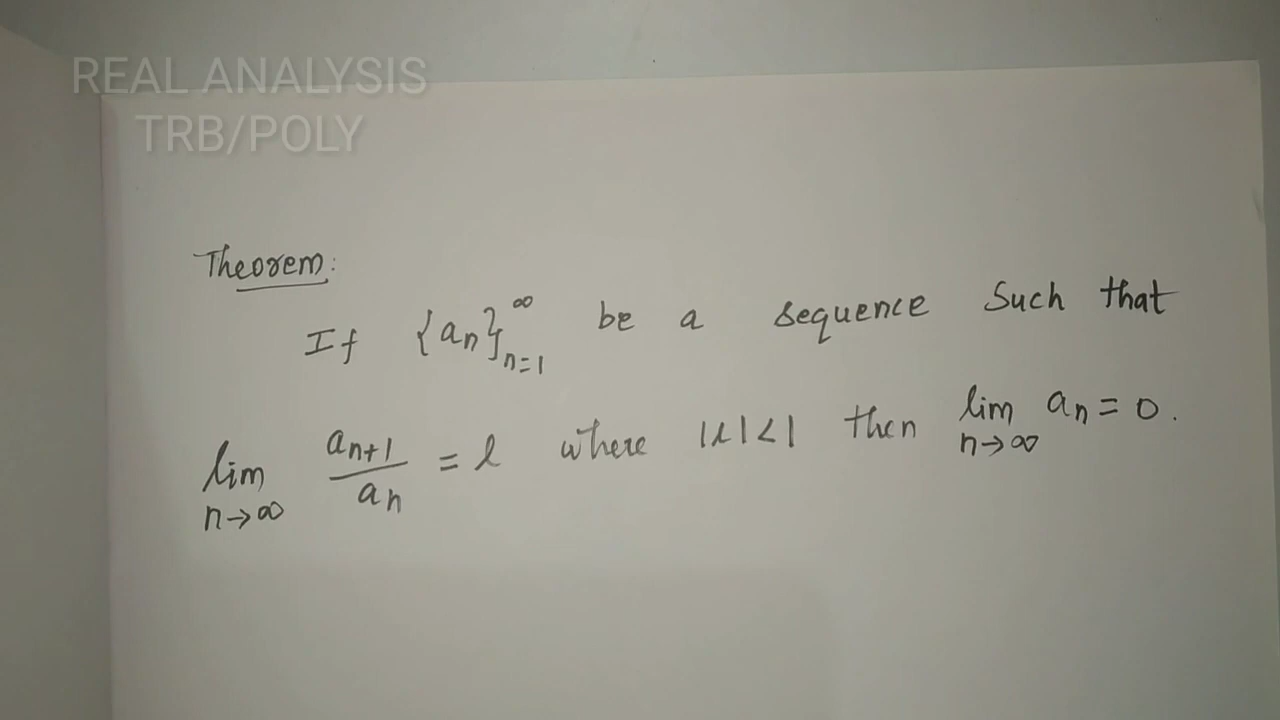 REAL ANALYSIS
TRB/POLY
Theorem:
If {aₙ}ₙ₌₁^∞ be a sequence Such that
lim n→∞ aₙ₊₁/aₙ = l where |l|<1 then lim n→∞ aₙ = 0.